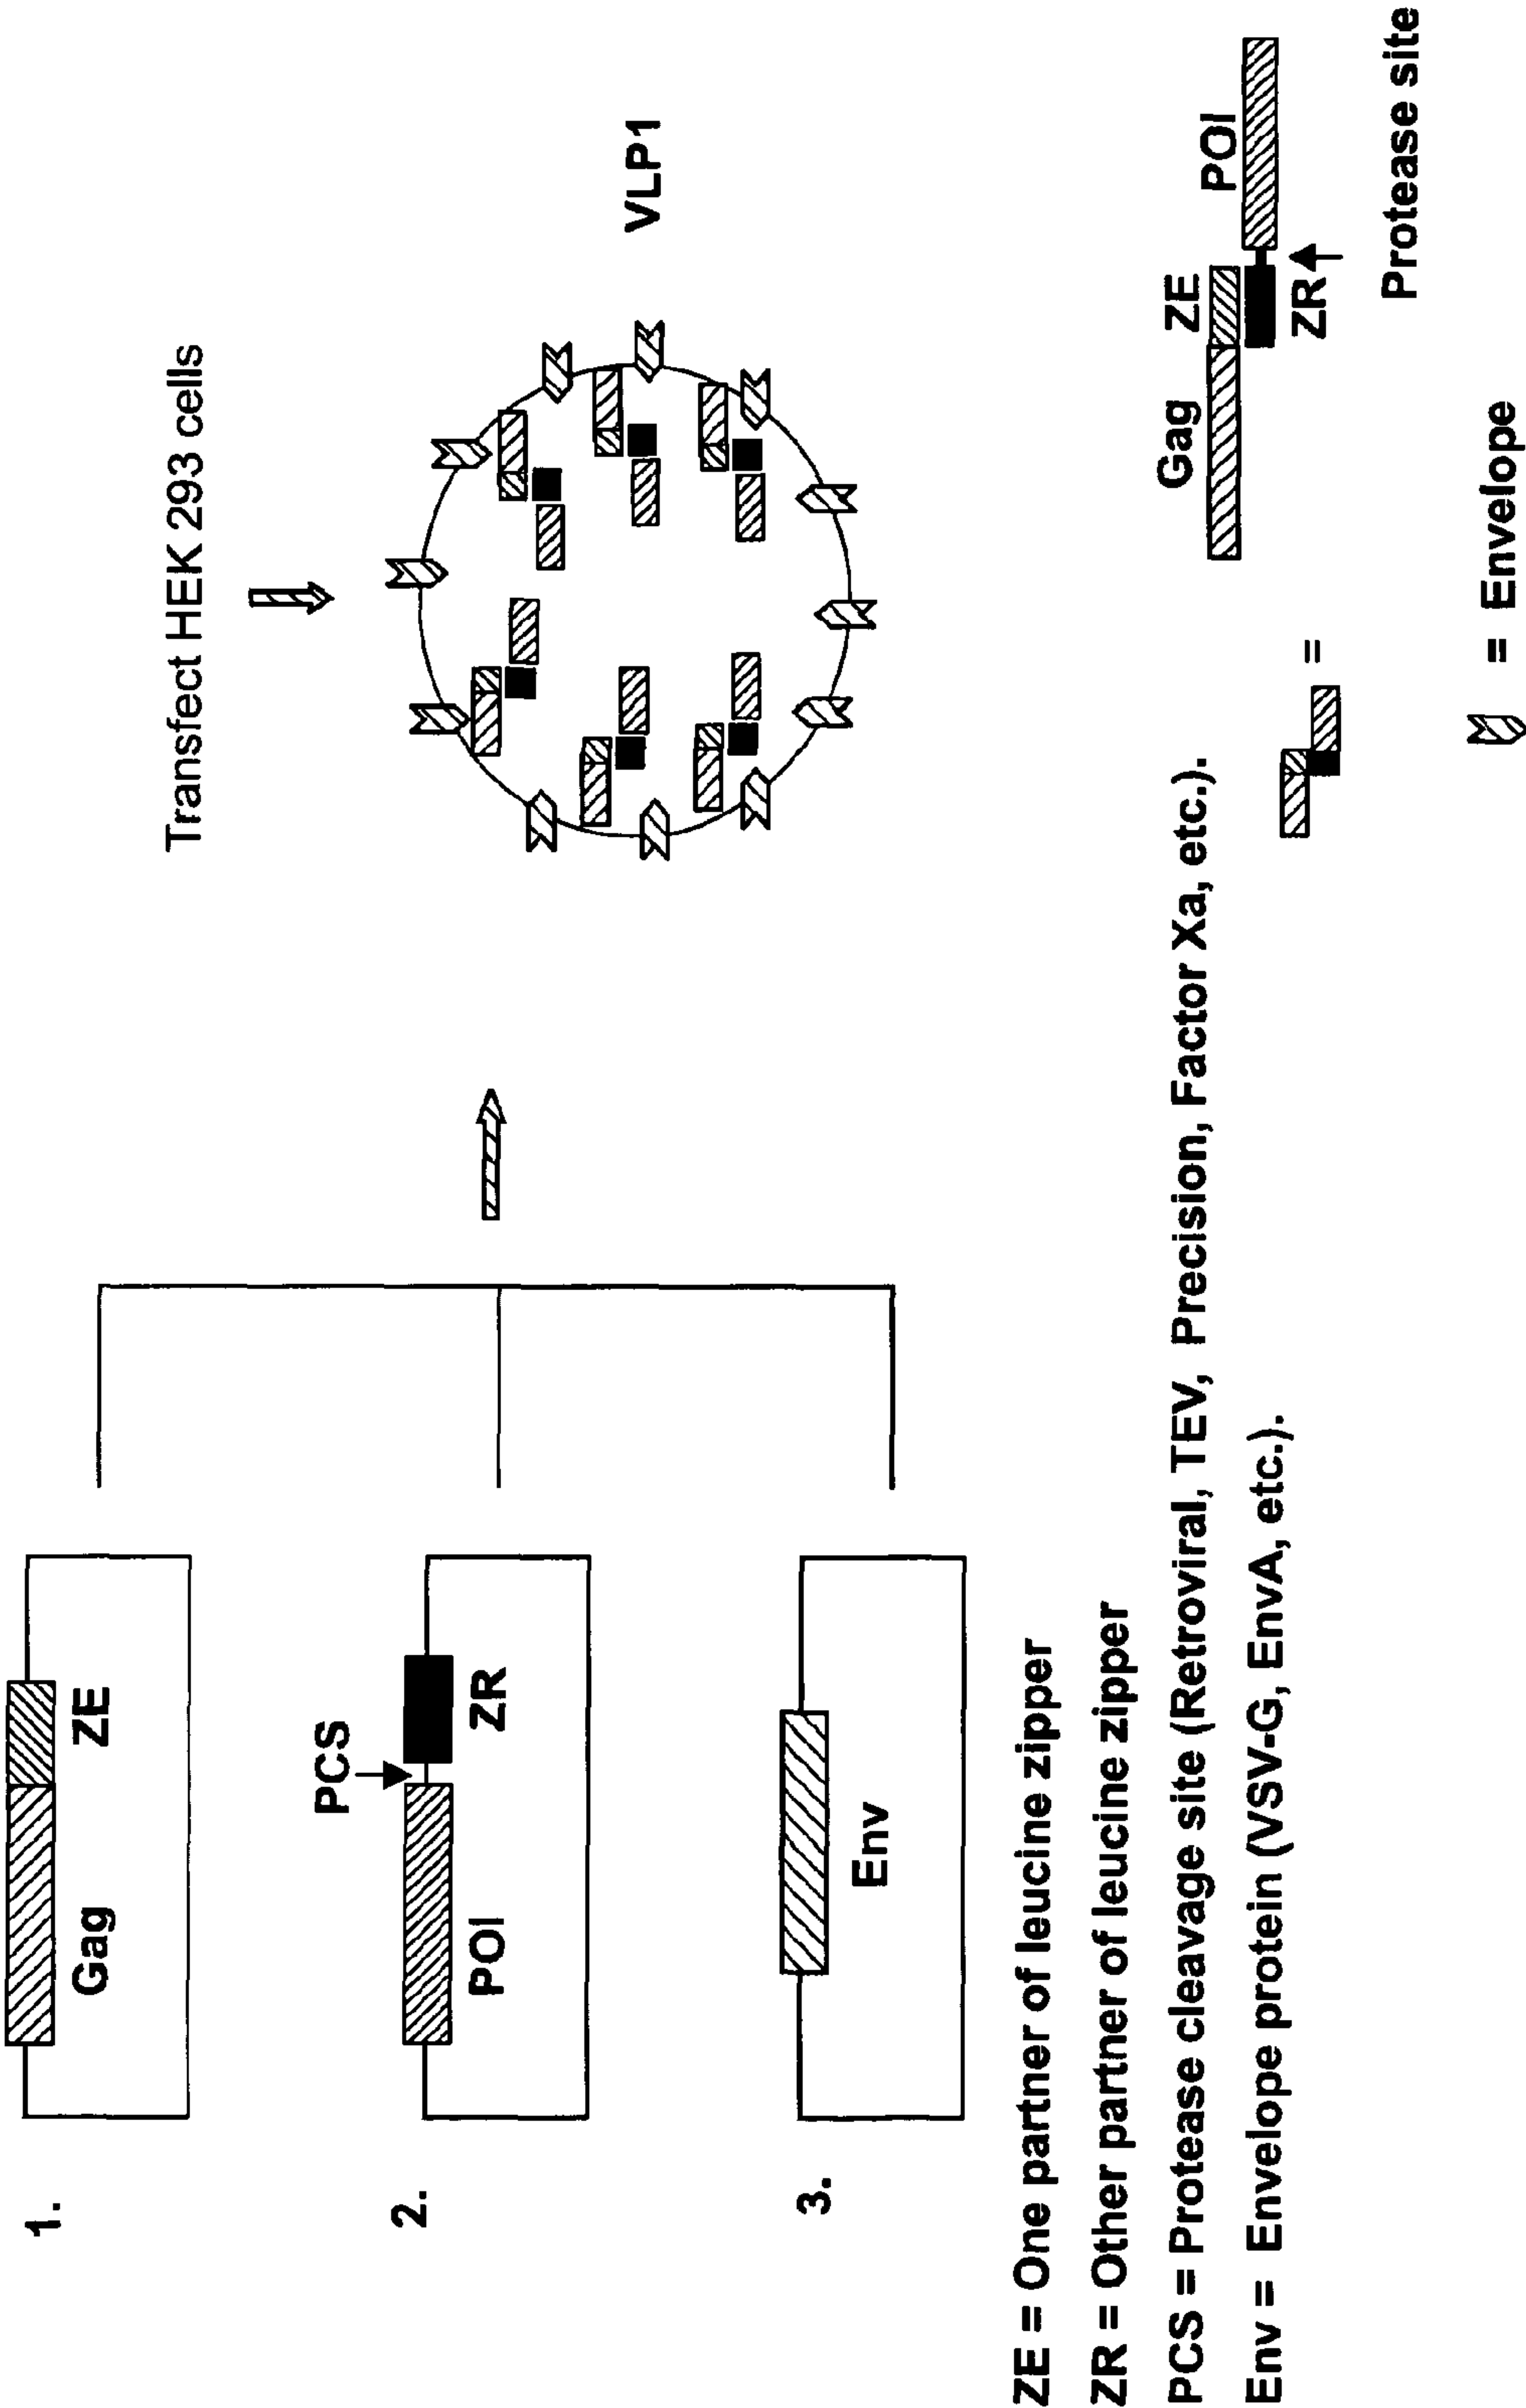 1.
Gag
ZE
2.
PCS
POI
ZR
3.
Env
Transfect HEK 293 cells
VLP1
ZE = One partner of leucine zipper
ZR = Other partner of leucine zipper
PCS = Protease cleavage site (Retroviral, TEV, Precision, Factor Xa, etc.).
Env = Envelope protein (VSV-G, EnvA, etc.).
=
Gag
ZE
POI
ZR
Protease site
= Envelope